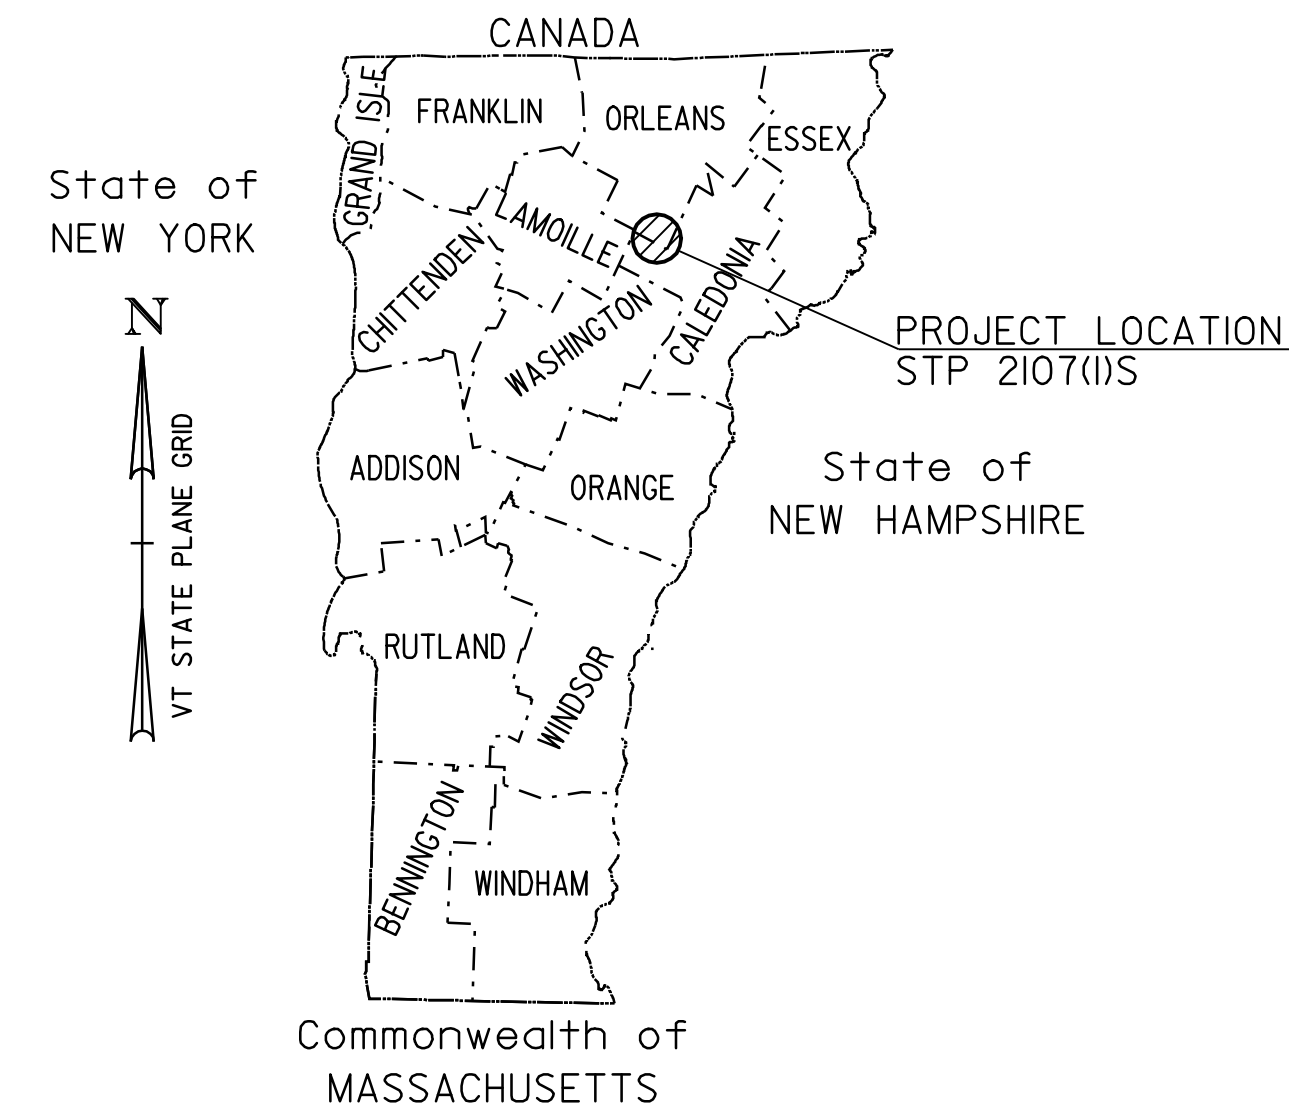 CANADA
GRAND ISLE
FRANKLIN
ORLEANS
ESSEX
State of
NEW YORK
LAMOILLE
CHITTENDEN
WASHINGTON
CALEDONIA
N
PROJECT LOCATION
STP 2107(1)S
VT STATE PLANE GRID
ADDISON
ORANGE
State of
NEW HAMPSHIRE
RUTLAND
WINDSOR
BENNINGTON
WINDHAM
Commonwealth of
MASSACHUSETTS